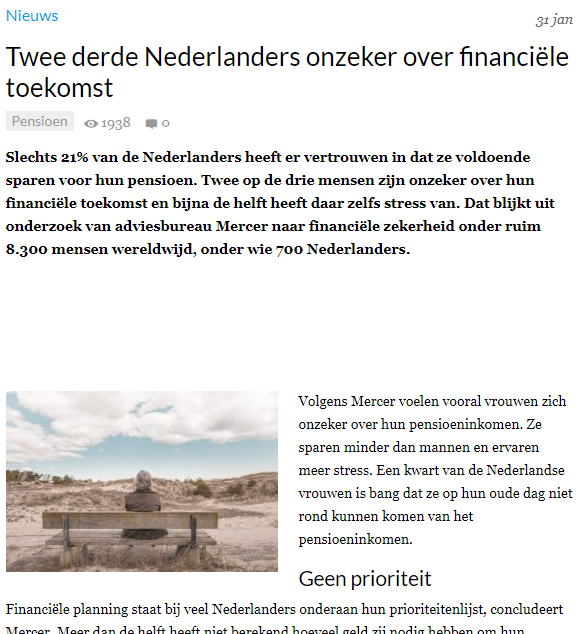 Nieuws
31 jan
Twee derde Nederlanders onzeker over financiële
toekomst
Pensioen 1938 0
Slechts 21% van de Nederlanders heeft er vertrouwen in dat ze voldoende
sparen voor hun pensioen. Twee op de drie mensen zijn onzeker over hun
financiële toekomst en bijna de helft heeft daar zelfs stress van. Dat blijkt uit
onderzoek van adviesbureau Mercer naar financiële zekerheid onder ruim
8.300 mensen wereldwijd, onder wie 700 Nederlanders.
Volgens Mercer voelen vooral vrouwen zich
onzeker over hun pensioeninkomen. Ze
sparen minder dan mannen en ervaren
meer stress. Een kwart van de Nederlandse
vrouwen is bang dat ze op hun oude dag niet
rond kunnen komen van het
pensioeninkomen.
Geen prioriteit
Financiële planning staat bij veel Nederlanders onderaan hun prioriteitenlijst, concludeert
Mercer. Meer dan de helft heeft niet berekend hoeveel geld zij nodig hebben om hun